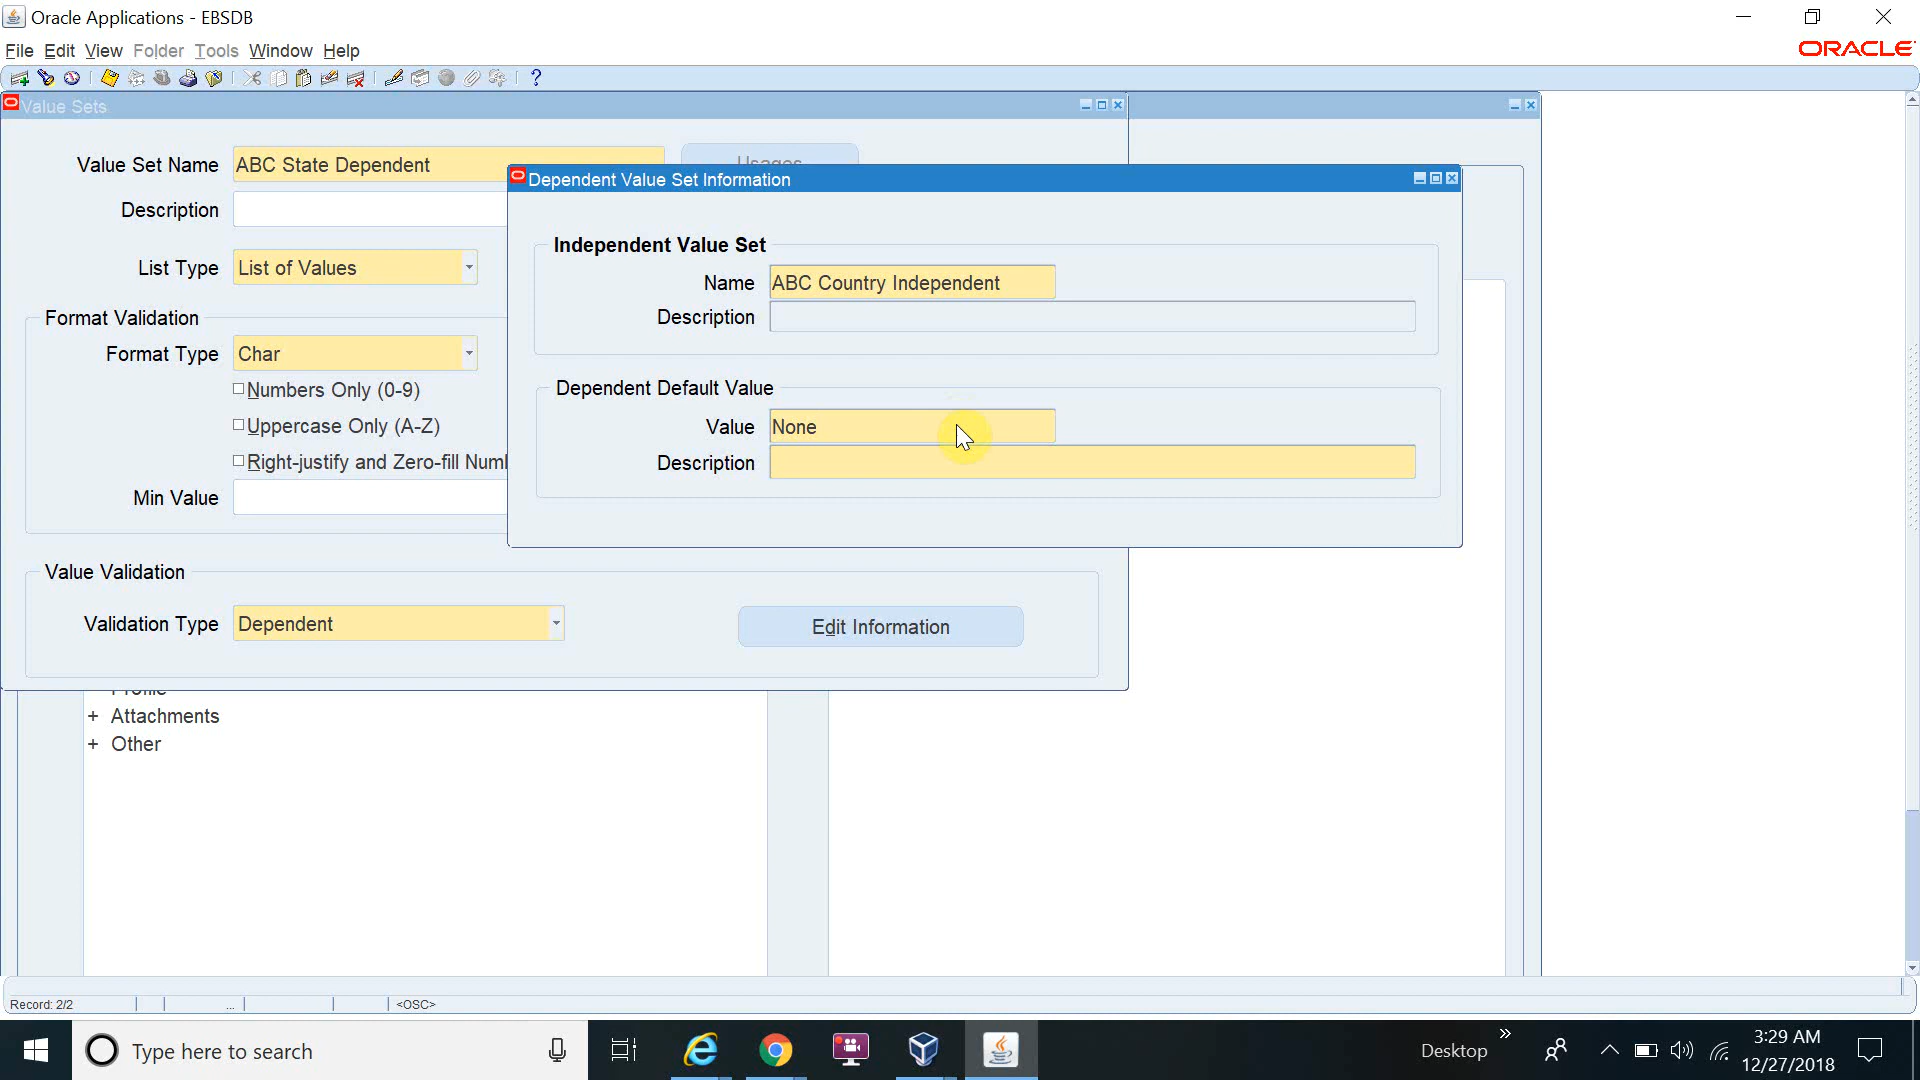 Oracle Applications - EBSDB
File Edit View Folder Tools Window Help
ORACLE
Value Sets
Value Set Name ABC State Dependent
Usages
Dependent Value Set Information
Description
List Type List of Values
Independent Value Set
Name ABC Country Independent
Description
Format Validation
Format Type Char
Numbers Only (0-9)
Uppercase Only (A-Z)
Right-justify and Zero-fill Num
Min Value
Dependent Default Value
Value None
Description
Value Validation
Validation Type Dependent
Edit Information
Profile
+ Attachments
+ Other
Record: 2/2 ... <OSC>
Type here to search
Desktop
3:29 AM
12/27/2018